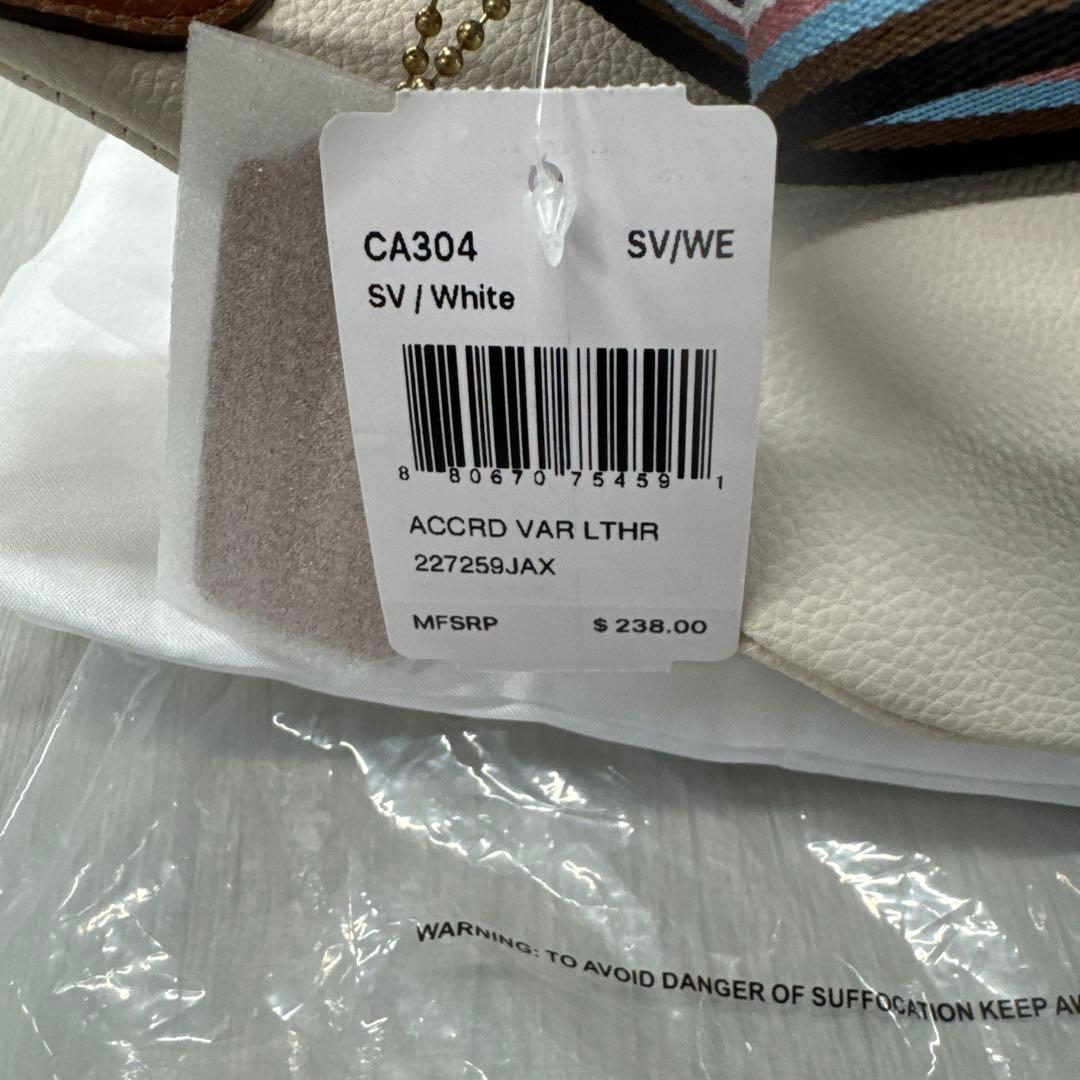 CA304 SV/WE
SV / White
8 80670 75459 1
ACCRD VAR LTHR
227259JAX
MFSRP $ 238.00
WARNING: TO AVOID DANGER OF SUFFOCATION KEEP